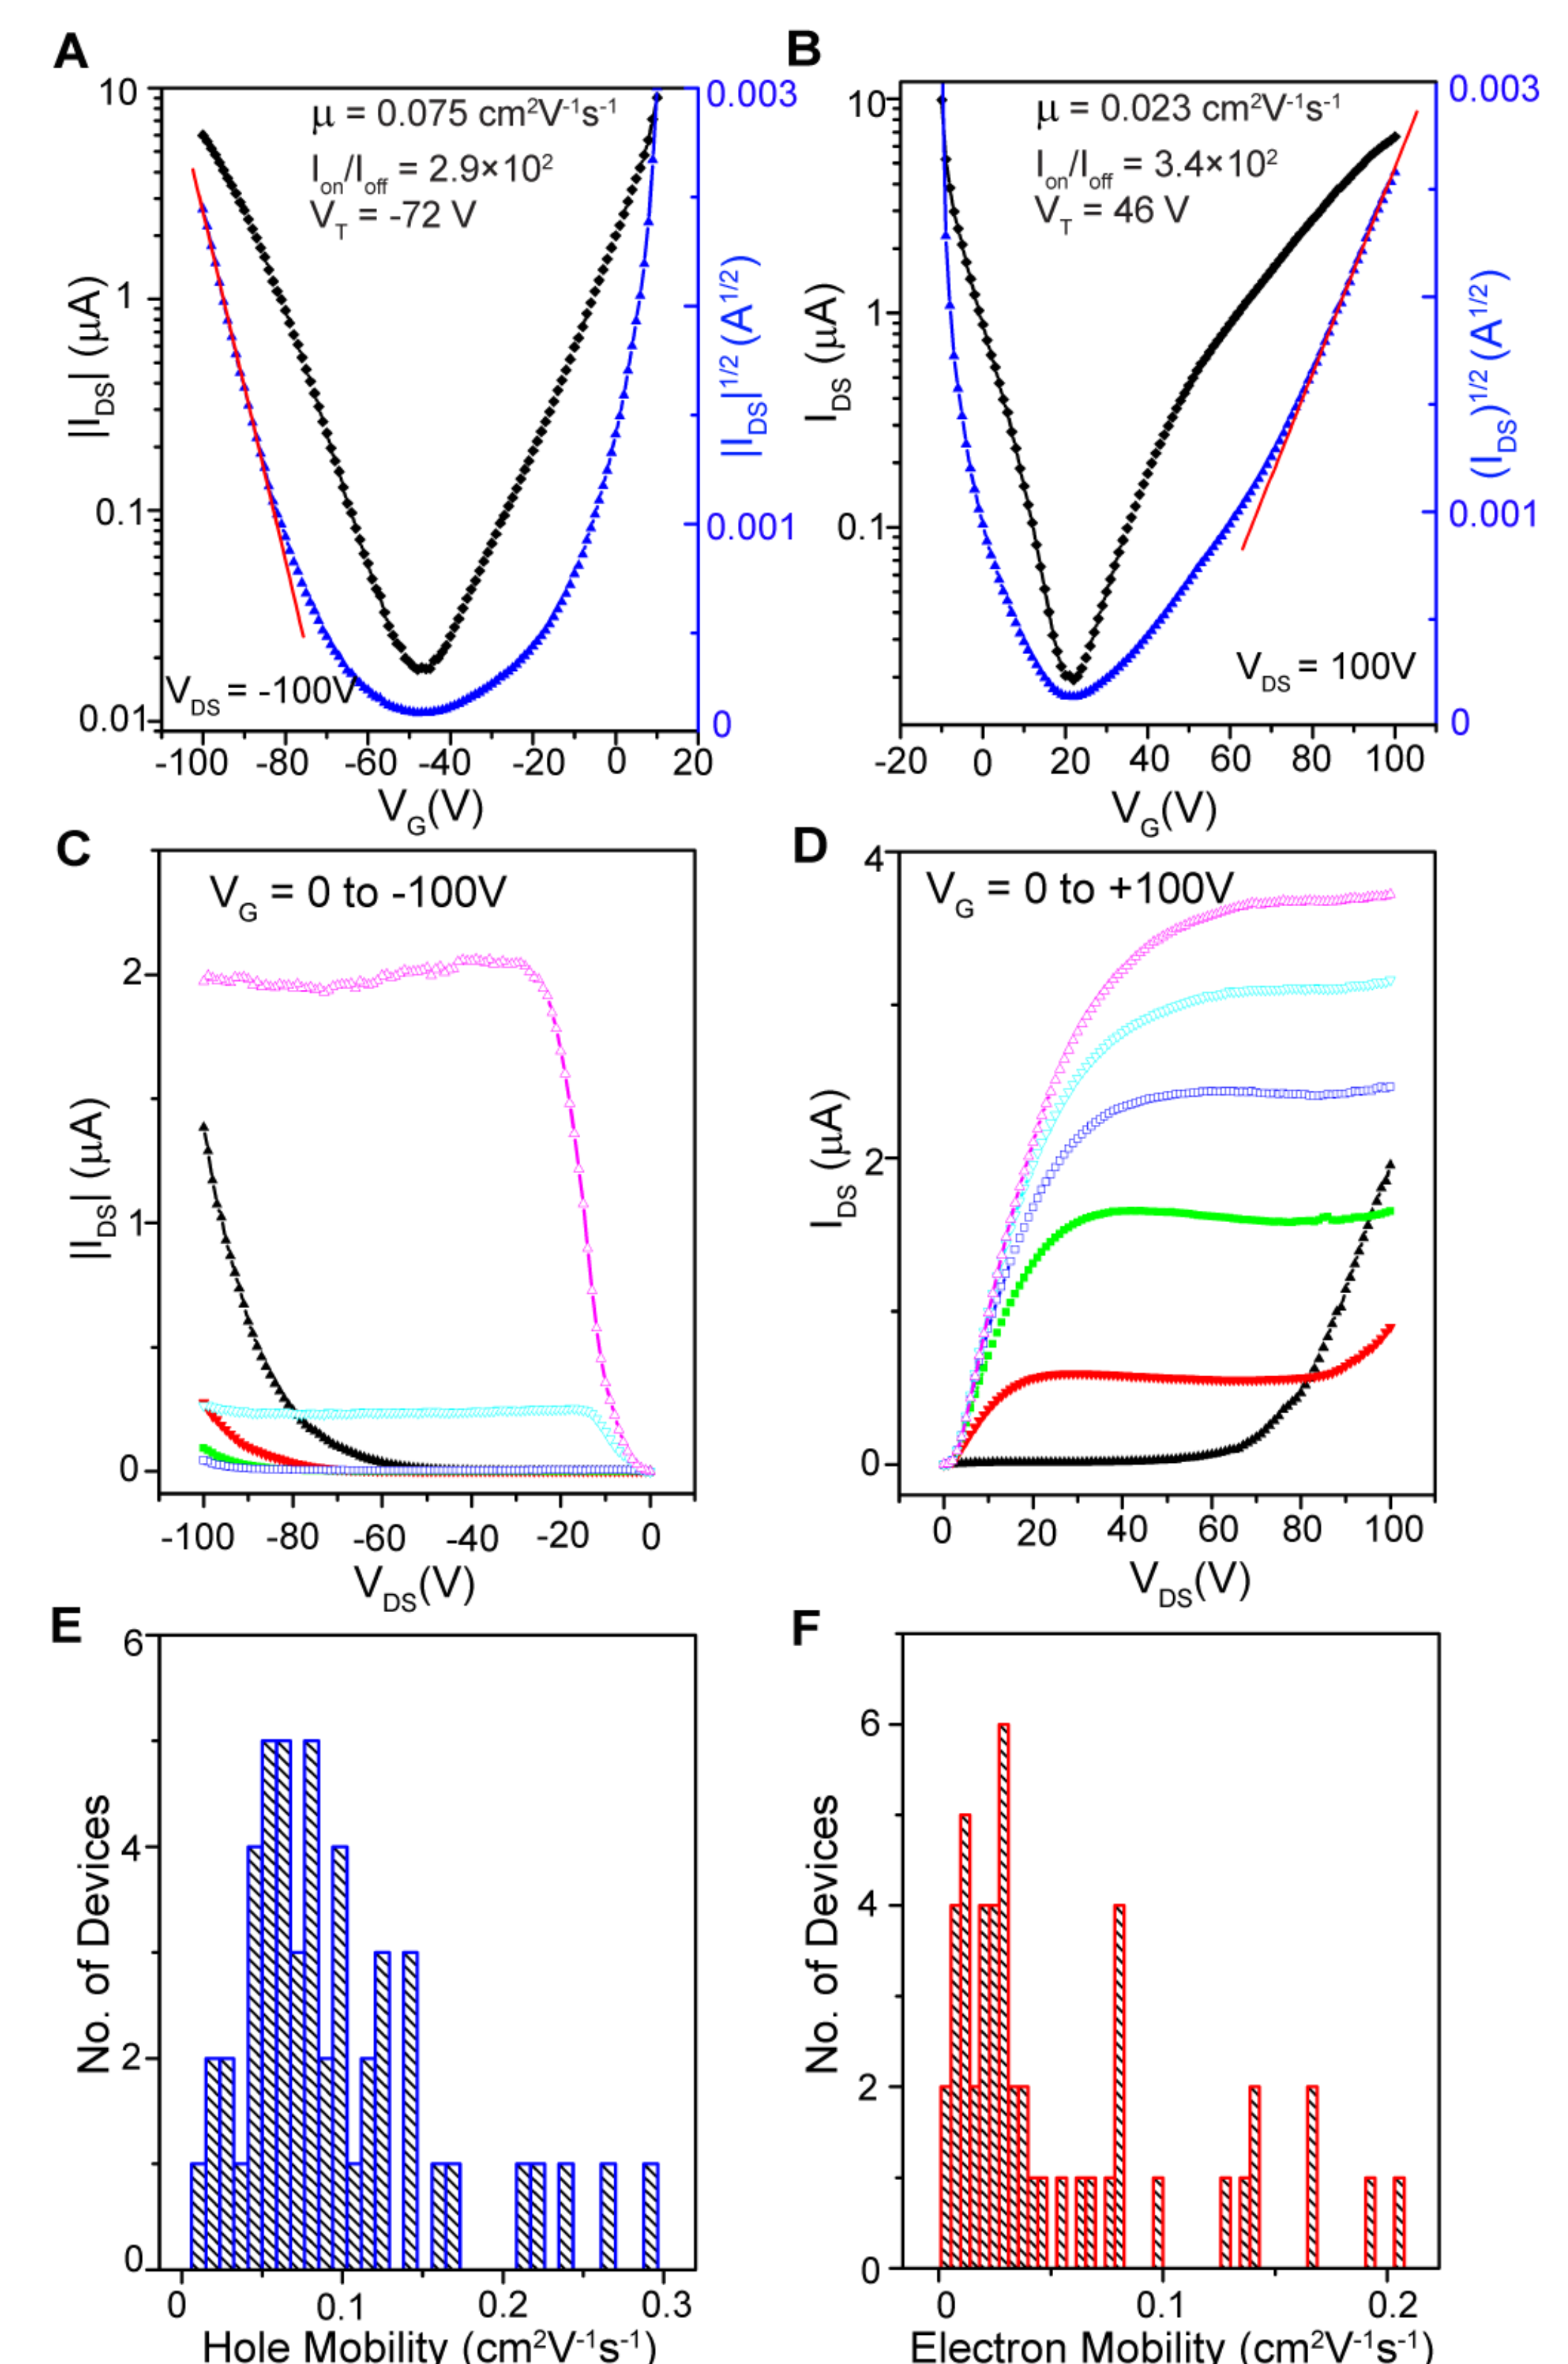 A
μ = 0.075 cm²V⁻¹s⁻¹
I_on/I_off = 2.9×10²
V_T = -72 V
V_DS = -100V
10
1
0.1
0.01
|I_DS| (μA)
0.003
0.001
0
|I_DS|^1/2 (A^1/2)
-100 -80 -60 -40 -20 0 20
V_G(V)
B
μ = 0.023 cm²V⁻¹s⁻¹
I_on/I_off = 3.4×10²
V_T = 46 V
V_DS = 100V
10
1
0.1
I_DS (μA)
0.003
0.001
0
(I_DS)^1/2 (A^1/2)
-20 0 20 40 60 80 100
V_G(V)
C
V_G = 0 to -100V
2
1
0
|I_DS| (μA)
-100 -80 -60 -40 -20 0
V_DS(V)
D
V_G = 0 to +100V
4
2
0
I_DS (μA)
0 20 40 60 80 100
V_DS(V)
E
6
4
2
0
No. of Devices
0 0.1 0.2 0.3
Hole Mobility (cm²V⁻¹s⁻¹)
F
6
4
2
0
No. of Devices
0 0.1 0.2
Electron Mobility (cm²V⁻¹s⁻¹)